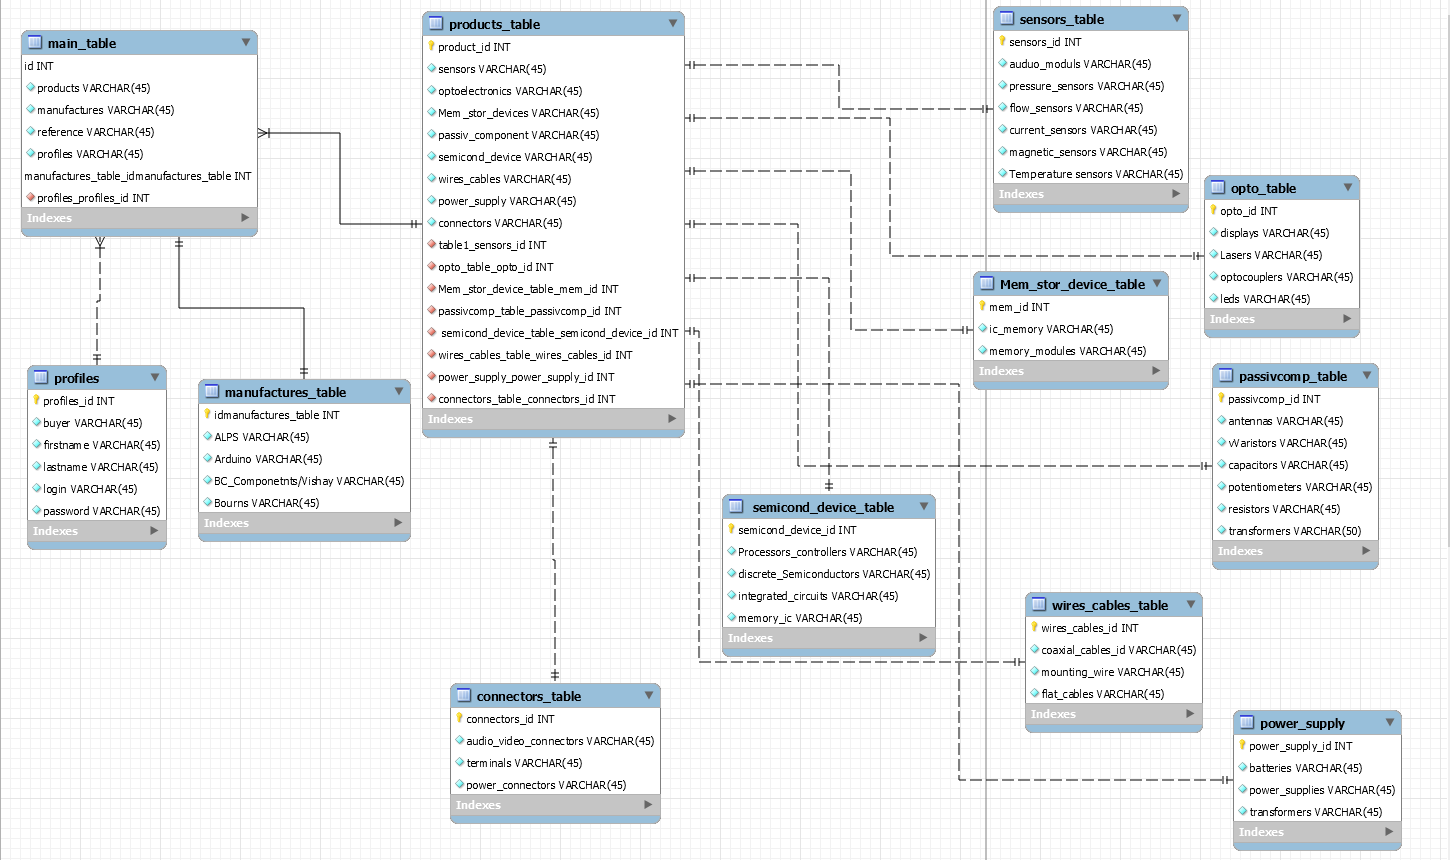 main_table
id INT
products VARCHAR(45)
manufactures VARCHAR(45)
reference VARCHAR(45)
profiles VARCHAR(45)
manufactures_table_idmanufactures_table INT
profiles_profiles_id INT
Indexes
products_table
product_id INT
sensors VARCHAR(45)
optoelectronics VARCHAR(45)
Mem_stor_devices VARCHAR(45)
passiv_component VARCHAR(45)
semicond_device VARCHAR(45)
wires_cables VARCHAR(45)
power_supply VARCHAR(45)
connectors VARCHAR(45)
table1_sensors_id INT
opto_table_opto_id INT
Mem_stor_device_table_mem_id INT
passivcomp_table_passivcomp_id INT
semicond_device_table_semicond_device_id INT
wires_cables_table_wires_cables_id INT
power_supply_power_supply_id INT
connectors_table_connectors_id INT
Indexes
sensors_table
sensors_id INT
auduo_moduls VARCHAR(45)
pressure_sensors VARCHAR(45)
flow_sensors VARCHAR(45)
current_sensors VARCHAR(45)
magnetic_sensors VARCHAR(45)
Temperature sensors VARCHAR(45)
Indexes
opto_table
opto_id INT
displays VARCHAR(45)
Lasers VARCHAR(45)
optocouplers VARCHAR(45)
leds VARCHAR(45)
Indexes
Mem_stor_device_table
mem_id INT
ic_memory VARCHAR(45)
memory_modules VARCHAR(45)
Indexes
profiles
profiles_id INT
buyer VARCHAR(45)
firstname VARCHAR(45)
lastname VARCHAR(45)
login VARCHAR(45)
password VARCHAR(45)
Indexes
manufactures_table
idmanufactures_table INT
ALPS VARCHAR(45)
Arduino VARCHAR(45)
BC_Componetnts/Vishay VARCHAR(45)
Bourns VARCHAR(45)
Indexes
passivcomp_table
passivcomp_id INT
antennas VARCHAR(45)
vVaristors VARCHAR(45)
capacitors VARCHAR(45)
potentiometers VARCHAR(45)
resistors VARCHAR(45)
transformers VARCHAR(50)
Indexes
semicond_device_table
semicond_device_id INT
Processors_controllers VARCHAR(45)
discrete_Semiconductors VARCHAR(45)
integrated_circuits VARCHAR(45)
memory_ic VARCHAR(45)
Indexes
wires_cables_table
wires_cables_id INT
coaxial_cables_id VARCHAR(45)
mounting_wire VARCHAR(45)
flat_cables VARCHAR(45)
Indexes
connectors_table
connectors_id INT
audio_video_connectors VARCHAR(45)
terminals VARCHAR(45)
power_connectors VARCHAR(45)
Indexes
power_supply
power_supply_id INT
batteries VARCHAR(45)
power_supplies VARCHAR(45)
transformers VARCHAR(45)
Indexes